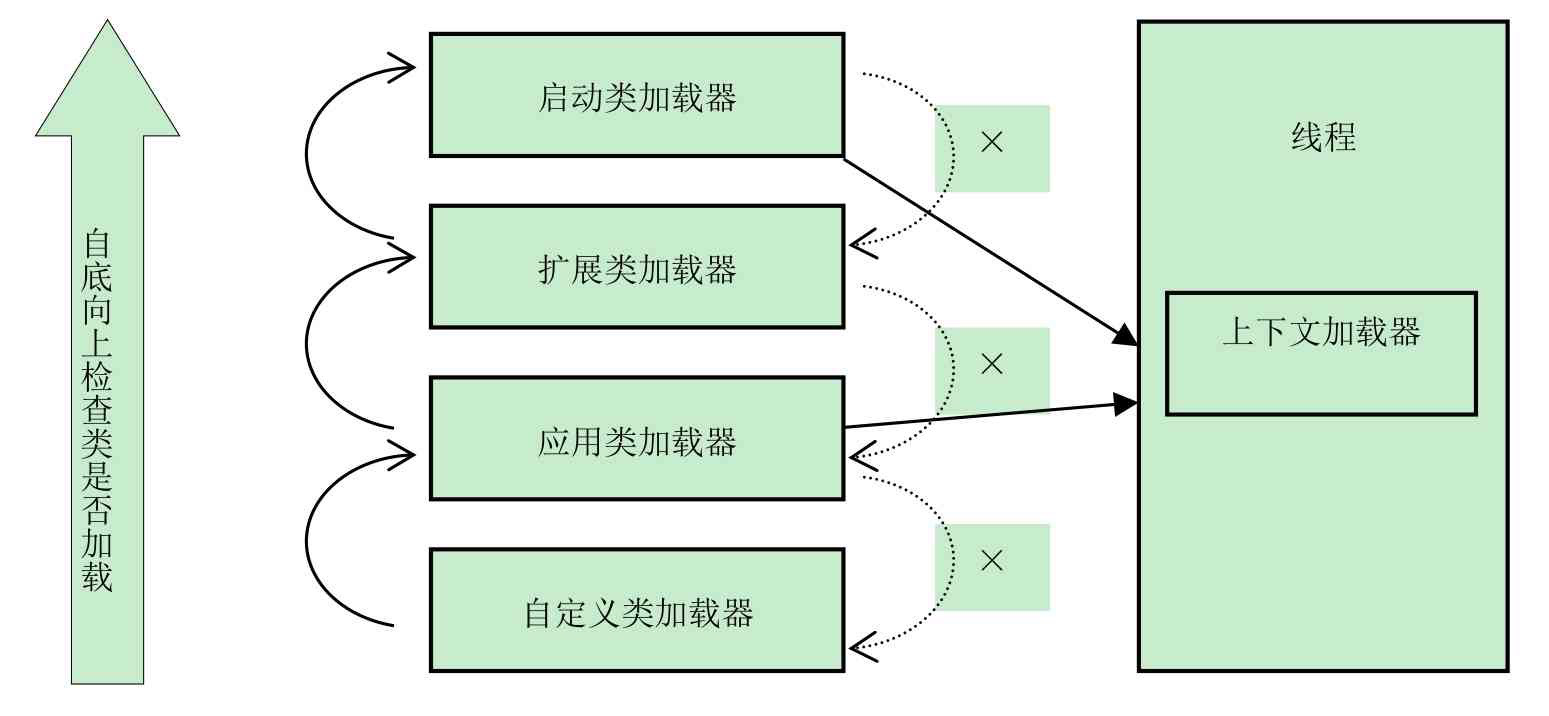 自底向上检查类是否加载
启动类加载器
×
扩展类加载器
×
应用类加载器
×
自定义类加载器
线程
上下文加载器